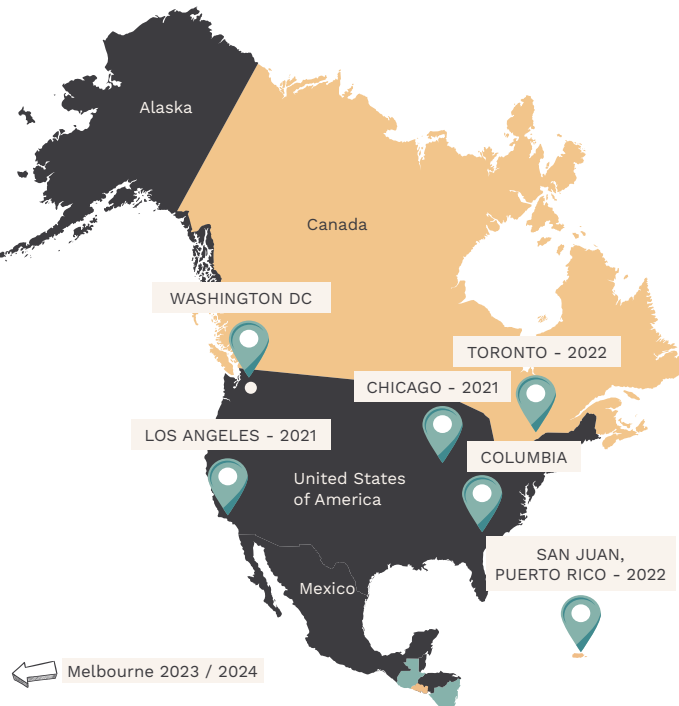 Alaska
Canada
WASHINGTON DC
TORONTO - 2022
CHICAGO - 2021
LOS ANGELES - 2021
COLUMBIA
United States
of America
SAN JUAN,
PUERTO RICO - 2022
Mexico
Melbourne 2023 / 2024